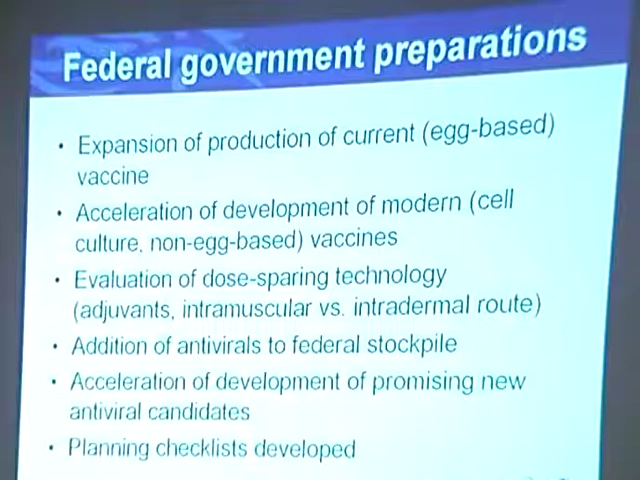 Federal government preparations
• Expansion of production of current (egg-based)
vaccine
• Acceleration of development of modern (cell
culture, non-egg-based) vaccines
• Evaluation of dose-sparing technology
(adjuvants, intramuscular vs. intradermal route)
• Addition of antivirals to federal stockpile
• Acceleration of development of promising new
antiviral candidates
• Planning checklists developed